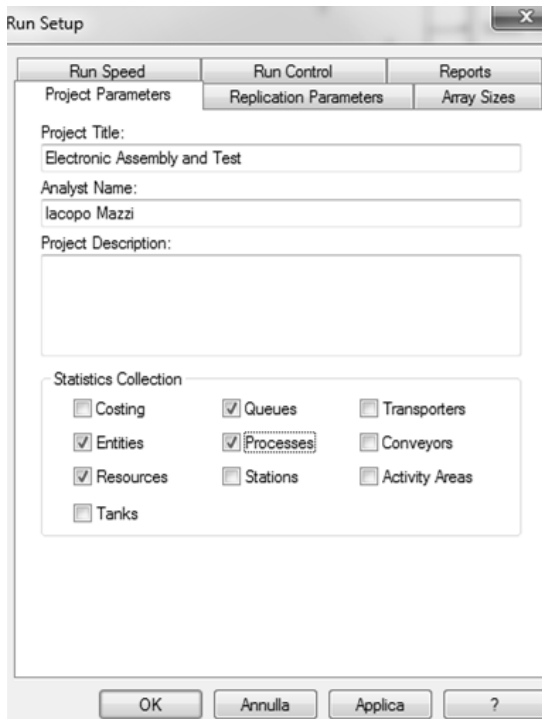 Run Setup
Run Speed Run Control Reports
Project Parameters Replication Parameters Array Sizes
Project Title:
Electronic Assembly and Test
Analyst Name:
Iacopo Mazzi
Project Description:
Statistics Collection
Costing Queues Transporters
Entities Processes Conveyors
Resources Stations Activity Areas
Tanks
OK Annulla Applica ?